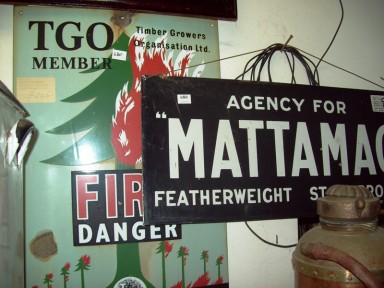 TGO
MEMBER
Timber Growers
Organisation Ltd.
FIR
DANGER
AGENCY FOR
"MATTAMA
FEATHERWEIGHT